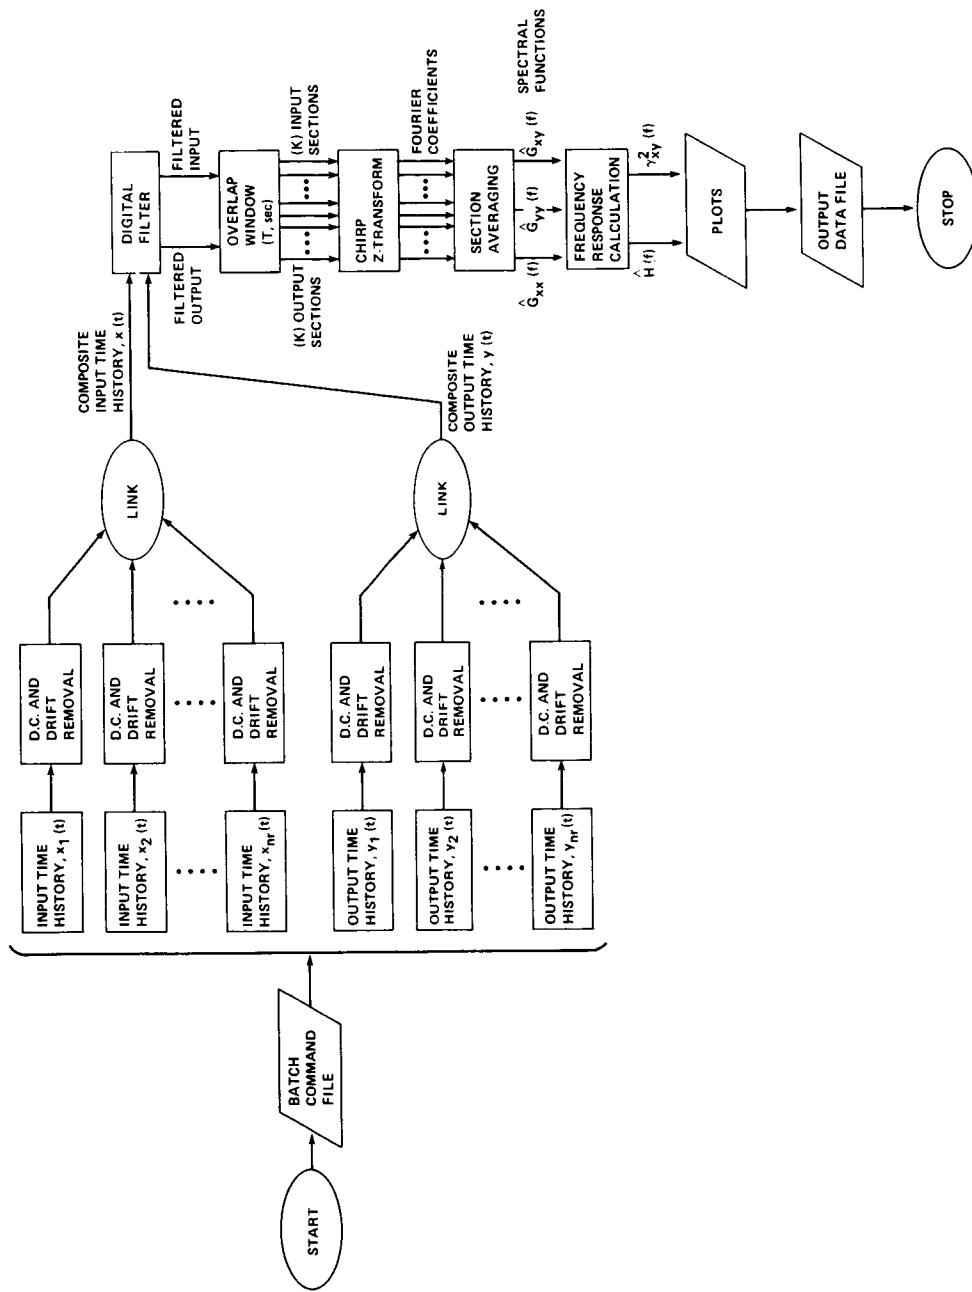 START
BATCH
COMMAND
FILE
INPUT TIME
HISTORY, x1 (t)
D.C. AND
DRIFT
REMOVAL
INPUT TIME
HISTORY, x2 (t)
D.C. AND
DRIFT
REMOVAL
INPUT TIME
HISTORY, xnr (t)
D.C. AND
DRIFT
REMOVAL
LINK
COMPOSITE
INPUT TIME
HISTORY, x (t)
OUTPUT TIME
HISTORY, y1 (t)
D.C. AND
DRIFT
REMOVAL
OUTPUT TIME
HISTORY, y2 (t)
D.C. AND
DRIFT
REMOVAL
OUTPUT TIME
HISTORY, ynr (t)
D.C. AND
DRIFT
REMOVAL
LINK
COMPOSITE
OUTPUT TIME
HISTORY, y (t)
DIGITAL
FILTER
FILTERED
OUTPUT
FILTERED
INPUT
OVERLAP
WINDOW
(T, sec)
(K) OUTPUT
SECTIONS
(K) INPUT
SECTIONS
CHIRP
Z-TRANSFORM
FOURIER
COEFFICIENTS
SECTION
AVERAGING
Ĝxx (f)
Ĝyy (f)
Ĝxy (f)
SPECTRAL
FUNCTIONS
FREQUENCY
RESPONSE
CALCULATION
Ĥ (f)
γ̂²xy (f)
PLOTS
OUTPUT
DATA FILE
STOP